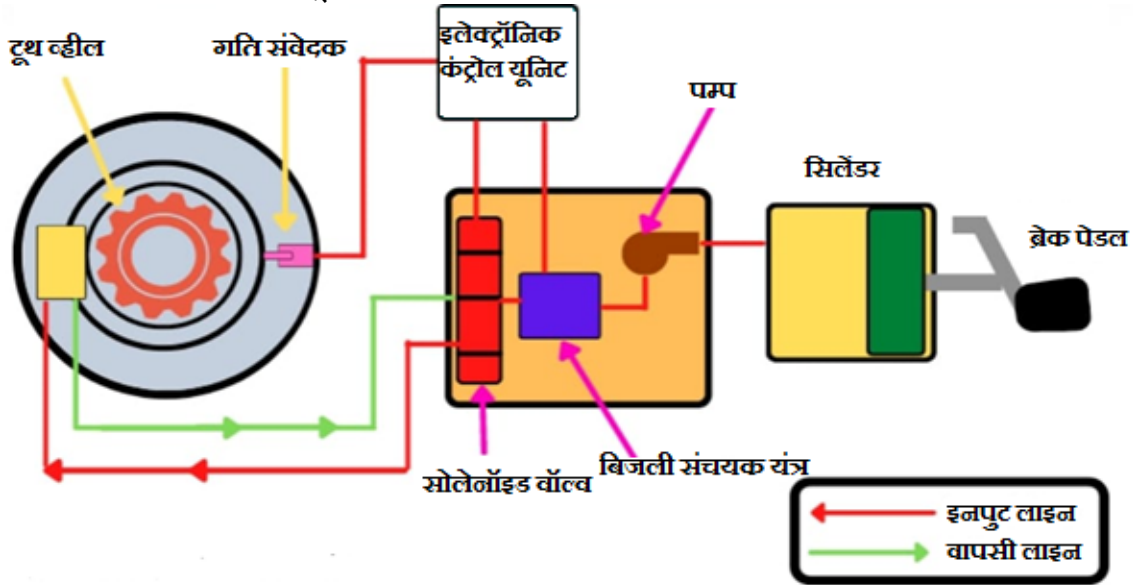 टूथ व्हील
गति संवेदक
इलेक्ट्रॉनिक
कंट्रोल यूनिट
पम्प
सिलेंडर
ब्रेक पेडल
सोलेनॉइड वॉल्व
बिजली संचयक यंत्र
इनपुट लाइन
वापसी लाइन